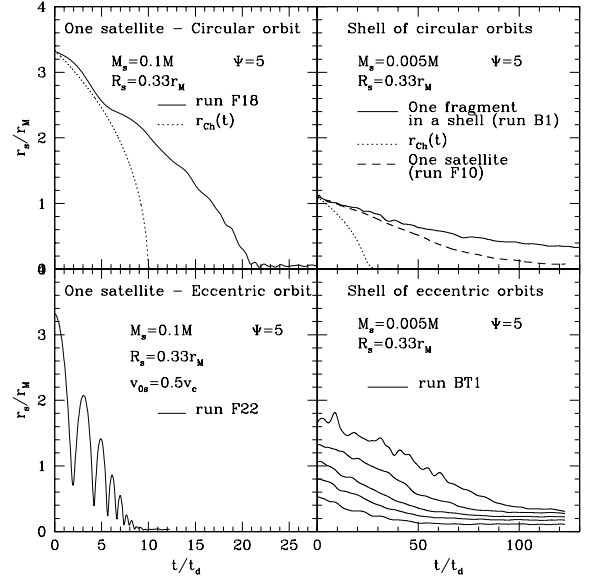 One satellite – Circular orbit
M_s=0.1M Ψ=5
R_s=0.33r_M
run F18
r_Ch(t)
r_s/r_M
4
3
2
1
0
Shell of circular orbits
M_s=0.005M Ψ=5
R_s=0.33r_M
One fragment
in a shell (run B1)
r_Ch(t)
One satellite
(run F10)
One satellite – Eccentric orbit
M_s=0.1M Ψ=5
R_s=0.33r_M
v_0s=0.5v_c
run F22
r_s/r_M
4
3
2
1
0
0 5 10 15 20 25
t/t_d
Shell of eccentric orbits
M_s=0.005M Ψ=5
R_s=0.33r_M
run BT1
0 50 100
t/t_d